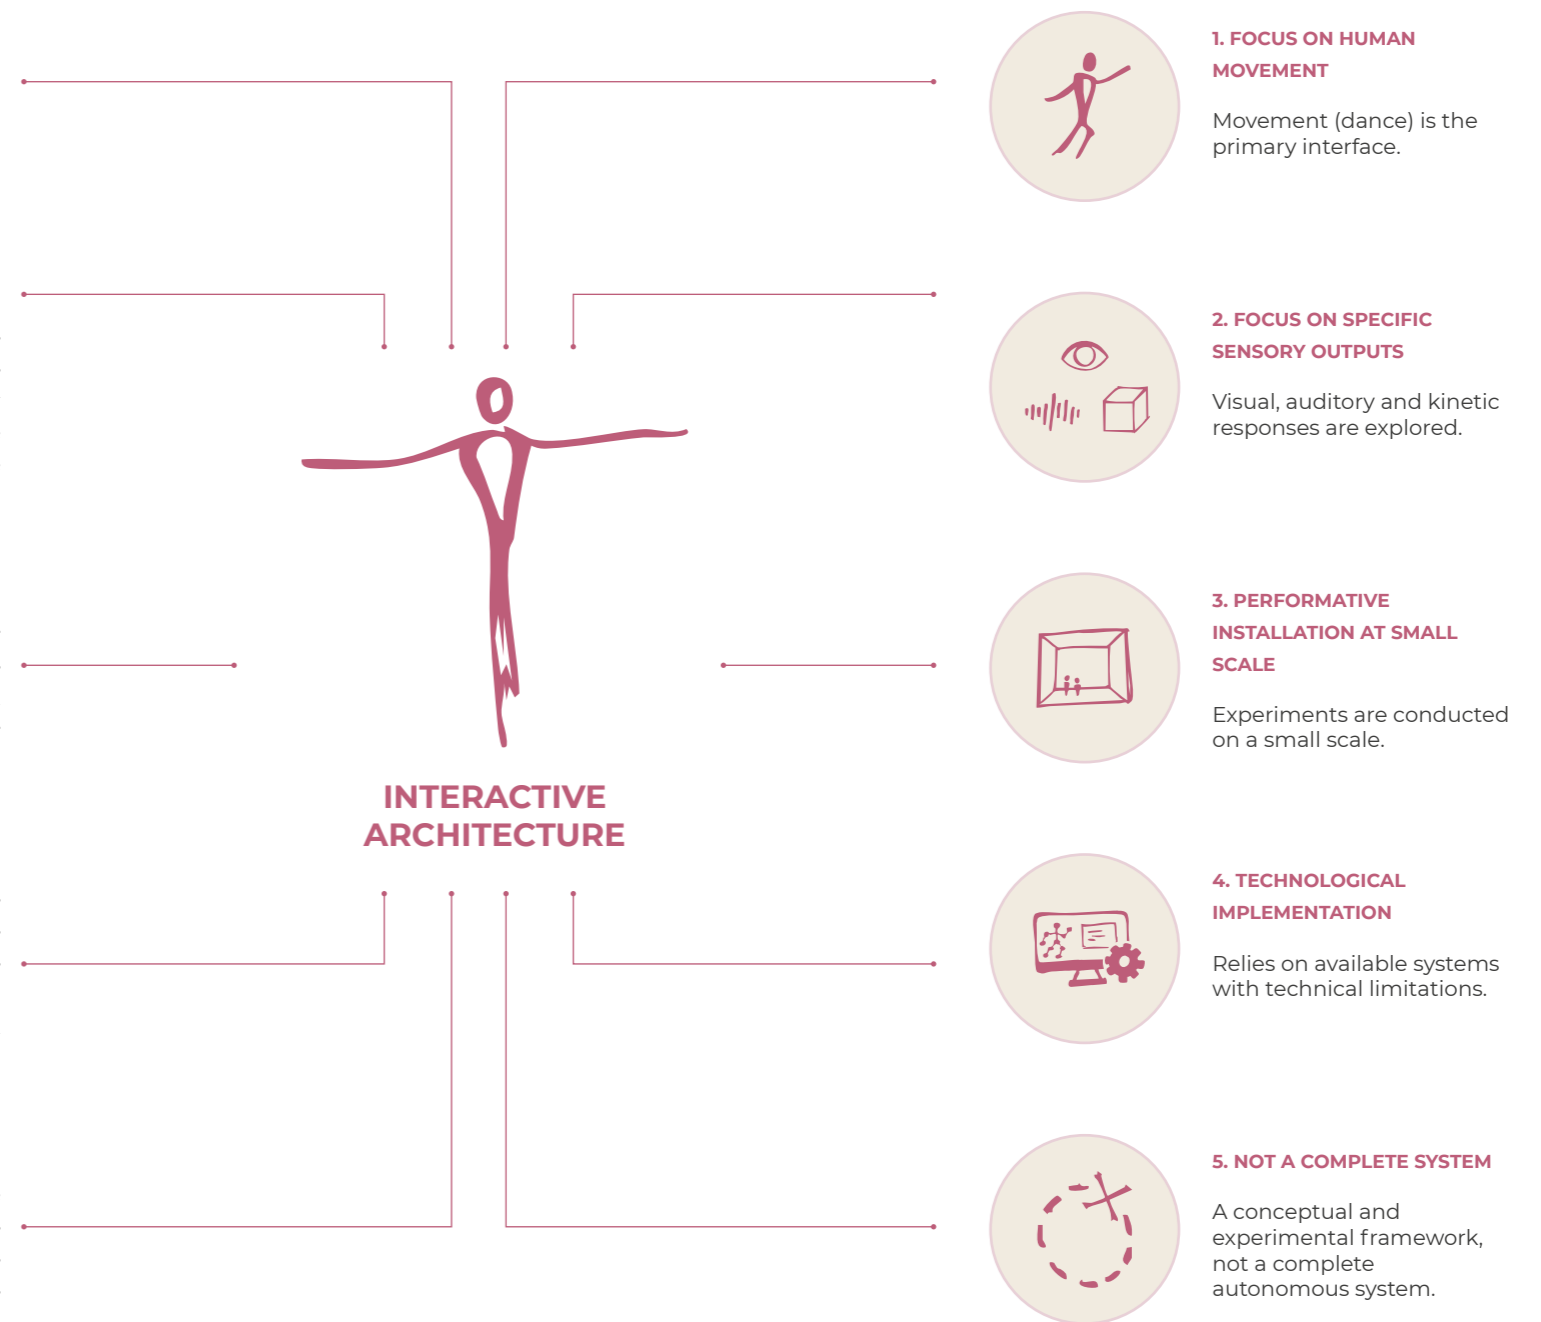 INTERACTIVE
ARCHITECTURE
1. FOCUS ON HUMAN
MOVEMENT
Movement (dance) is the
primary interface.
2. FOCUS ON SPECIFIC
SENSORY OUTPUTS
Visual, auditory and kinetic
responses are explored.
3. PERFORMATIVE
INSTALLATION AT SMALL
SCALE
Experiments are conducted
on a small scale.
4. TECHNOLOGICAL
IMPLEMENTATION
Relies on available systems
with technical limitations.
5. NOT A COMPLETE SYSTEM
A conceptual and
experimental framework,
not a complete
autonomous system.